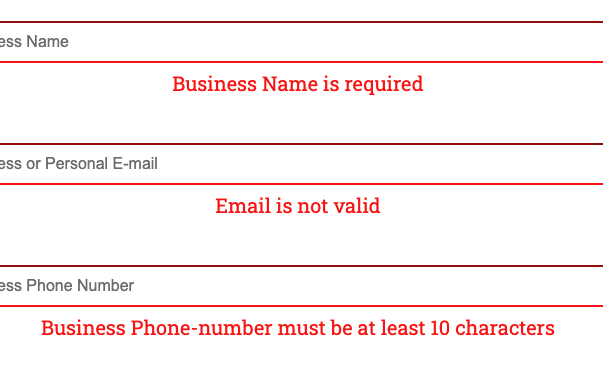 ess Name
Business Name is required
ess or Personal E-mail
Email is not valid
ess Phone Number
Business Phone-number must be at least 10 characters